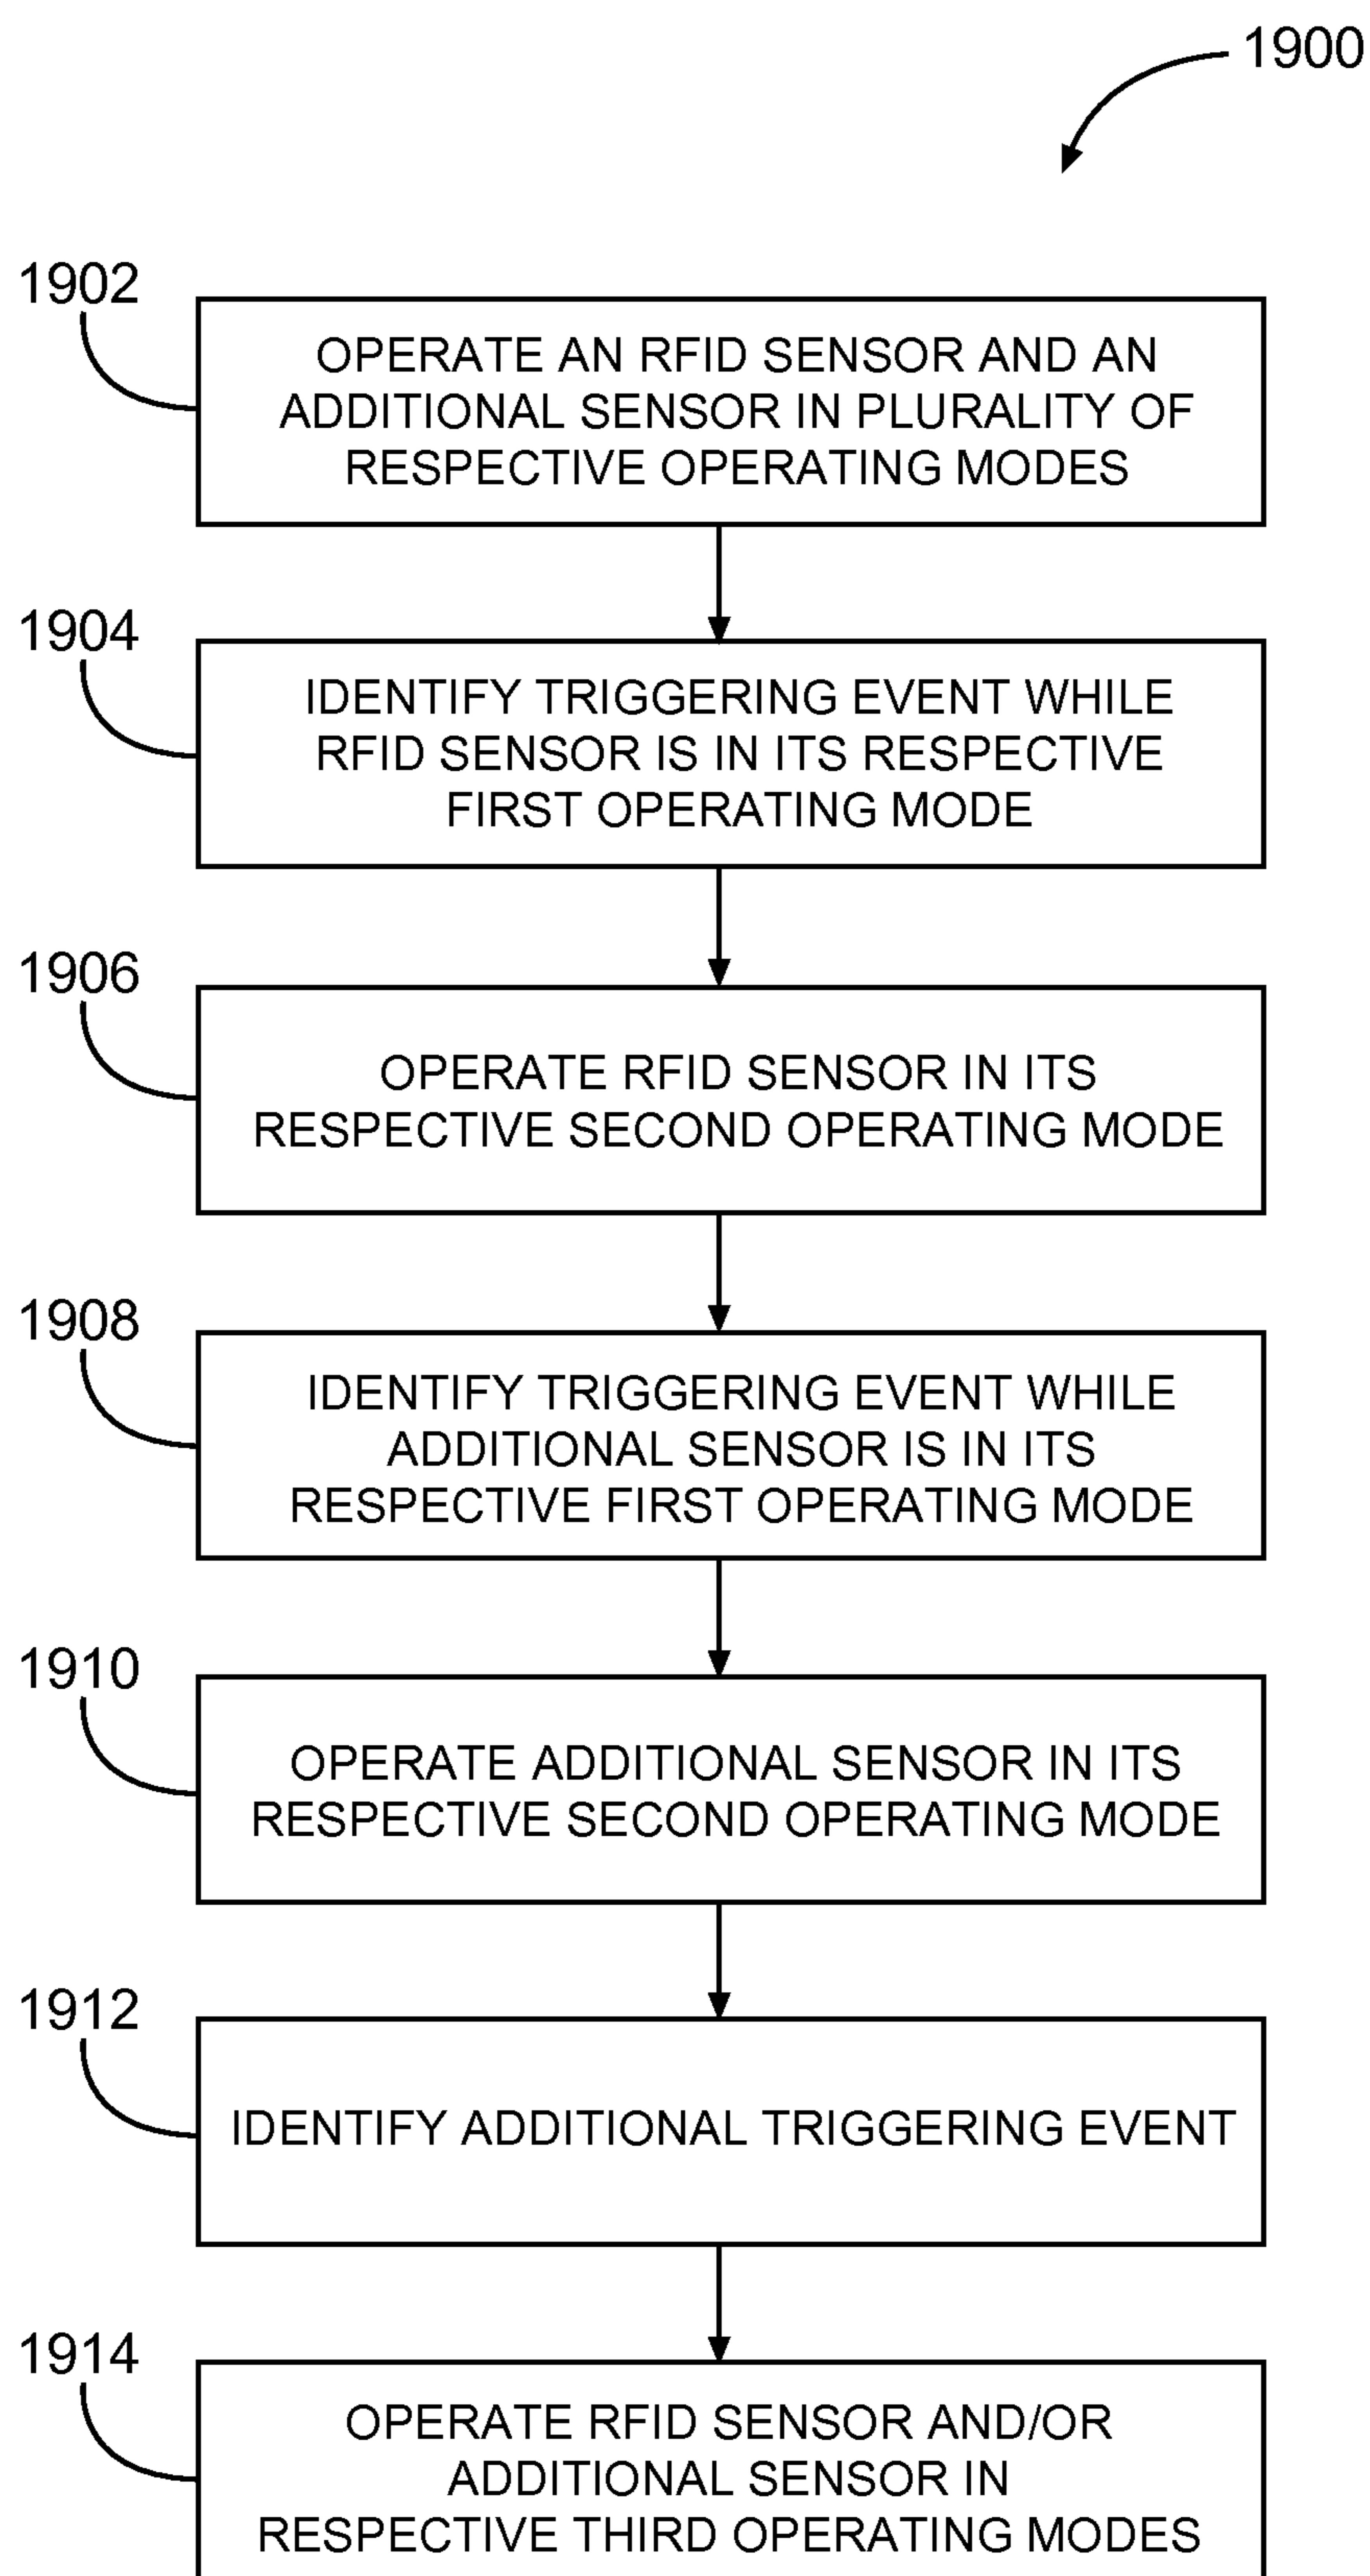 1900
1902
OPERATE AN RFID SENSOR AND AN
ADDITIONAL SENSOR IN PLURALITY OF
RESPECTIVE OPERATING MODES
1904
IDENTIFY TRIGGERING EVENT WHILE
RFID SENSOR IS IN ITS RESPECTIVE
FIRST OPERATING MODE
1906
OPERATE RFID SENSOR IN ITS
RESPECTIVE SECOND OPERATING MODE
1908
IDENTIFY TRIGGERING EVENT WHILE
ADDITIONAL SENSOR IS IN ITS
RESPECTIVE FIRST OPERATING MODE
1910
OPERATE ADDITIONAL SENSOR IN ITS
RESPECTIVE SECOND OPERATING MODE
1912
IDENTIFY ADDITIONAL TRIGGERING EVENT
1914
OPERATE RFID SENSOR AND/OR
ADDITIONAL SENSOR IN
RESPECTIVE THIRD OPERATING MODES